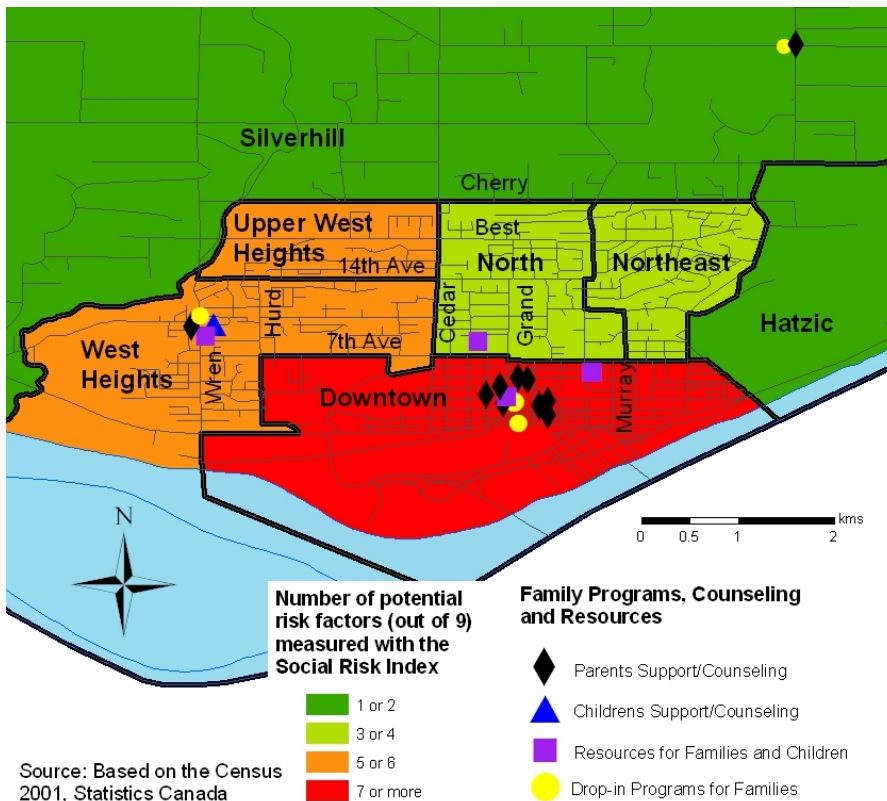 Silverhill
Cherry
Upper West
Heights
Best
14th Ave
North
Northeast
Cedar
Grand
Hurd
Hatzic
7th Ave
West
Heights
Wren
Downtown
Murray
N
kms
0 0.5 1 2
Number of potential
risk factors (out of 9)
measured with the
Social Risk Index
1 or 2
3 or 4
5 or 6
7 or more
Family Programs, Counseling
and Resources
Parents Support/Counseling
Childrens Support/Counseling
Resources for Families and Children
Drop-in Programs for Families
Source: Based on the Census
2001, Statistics Canada